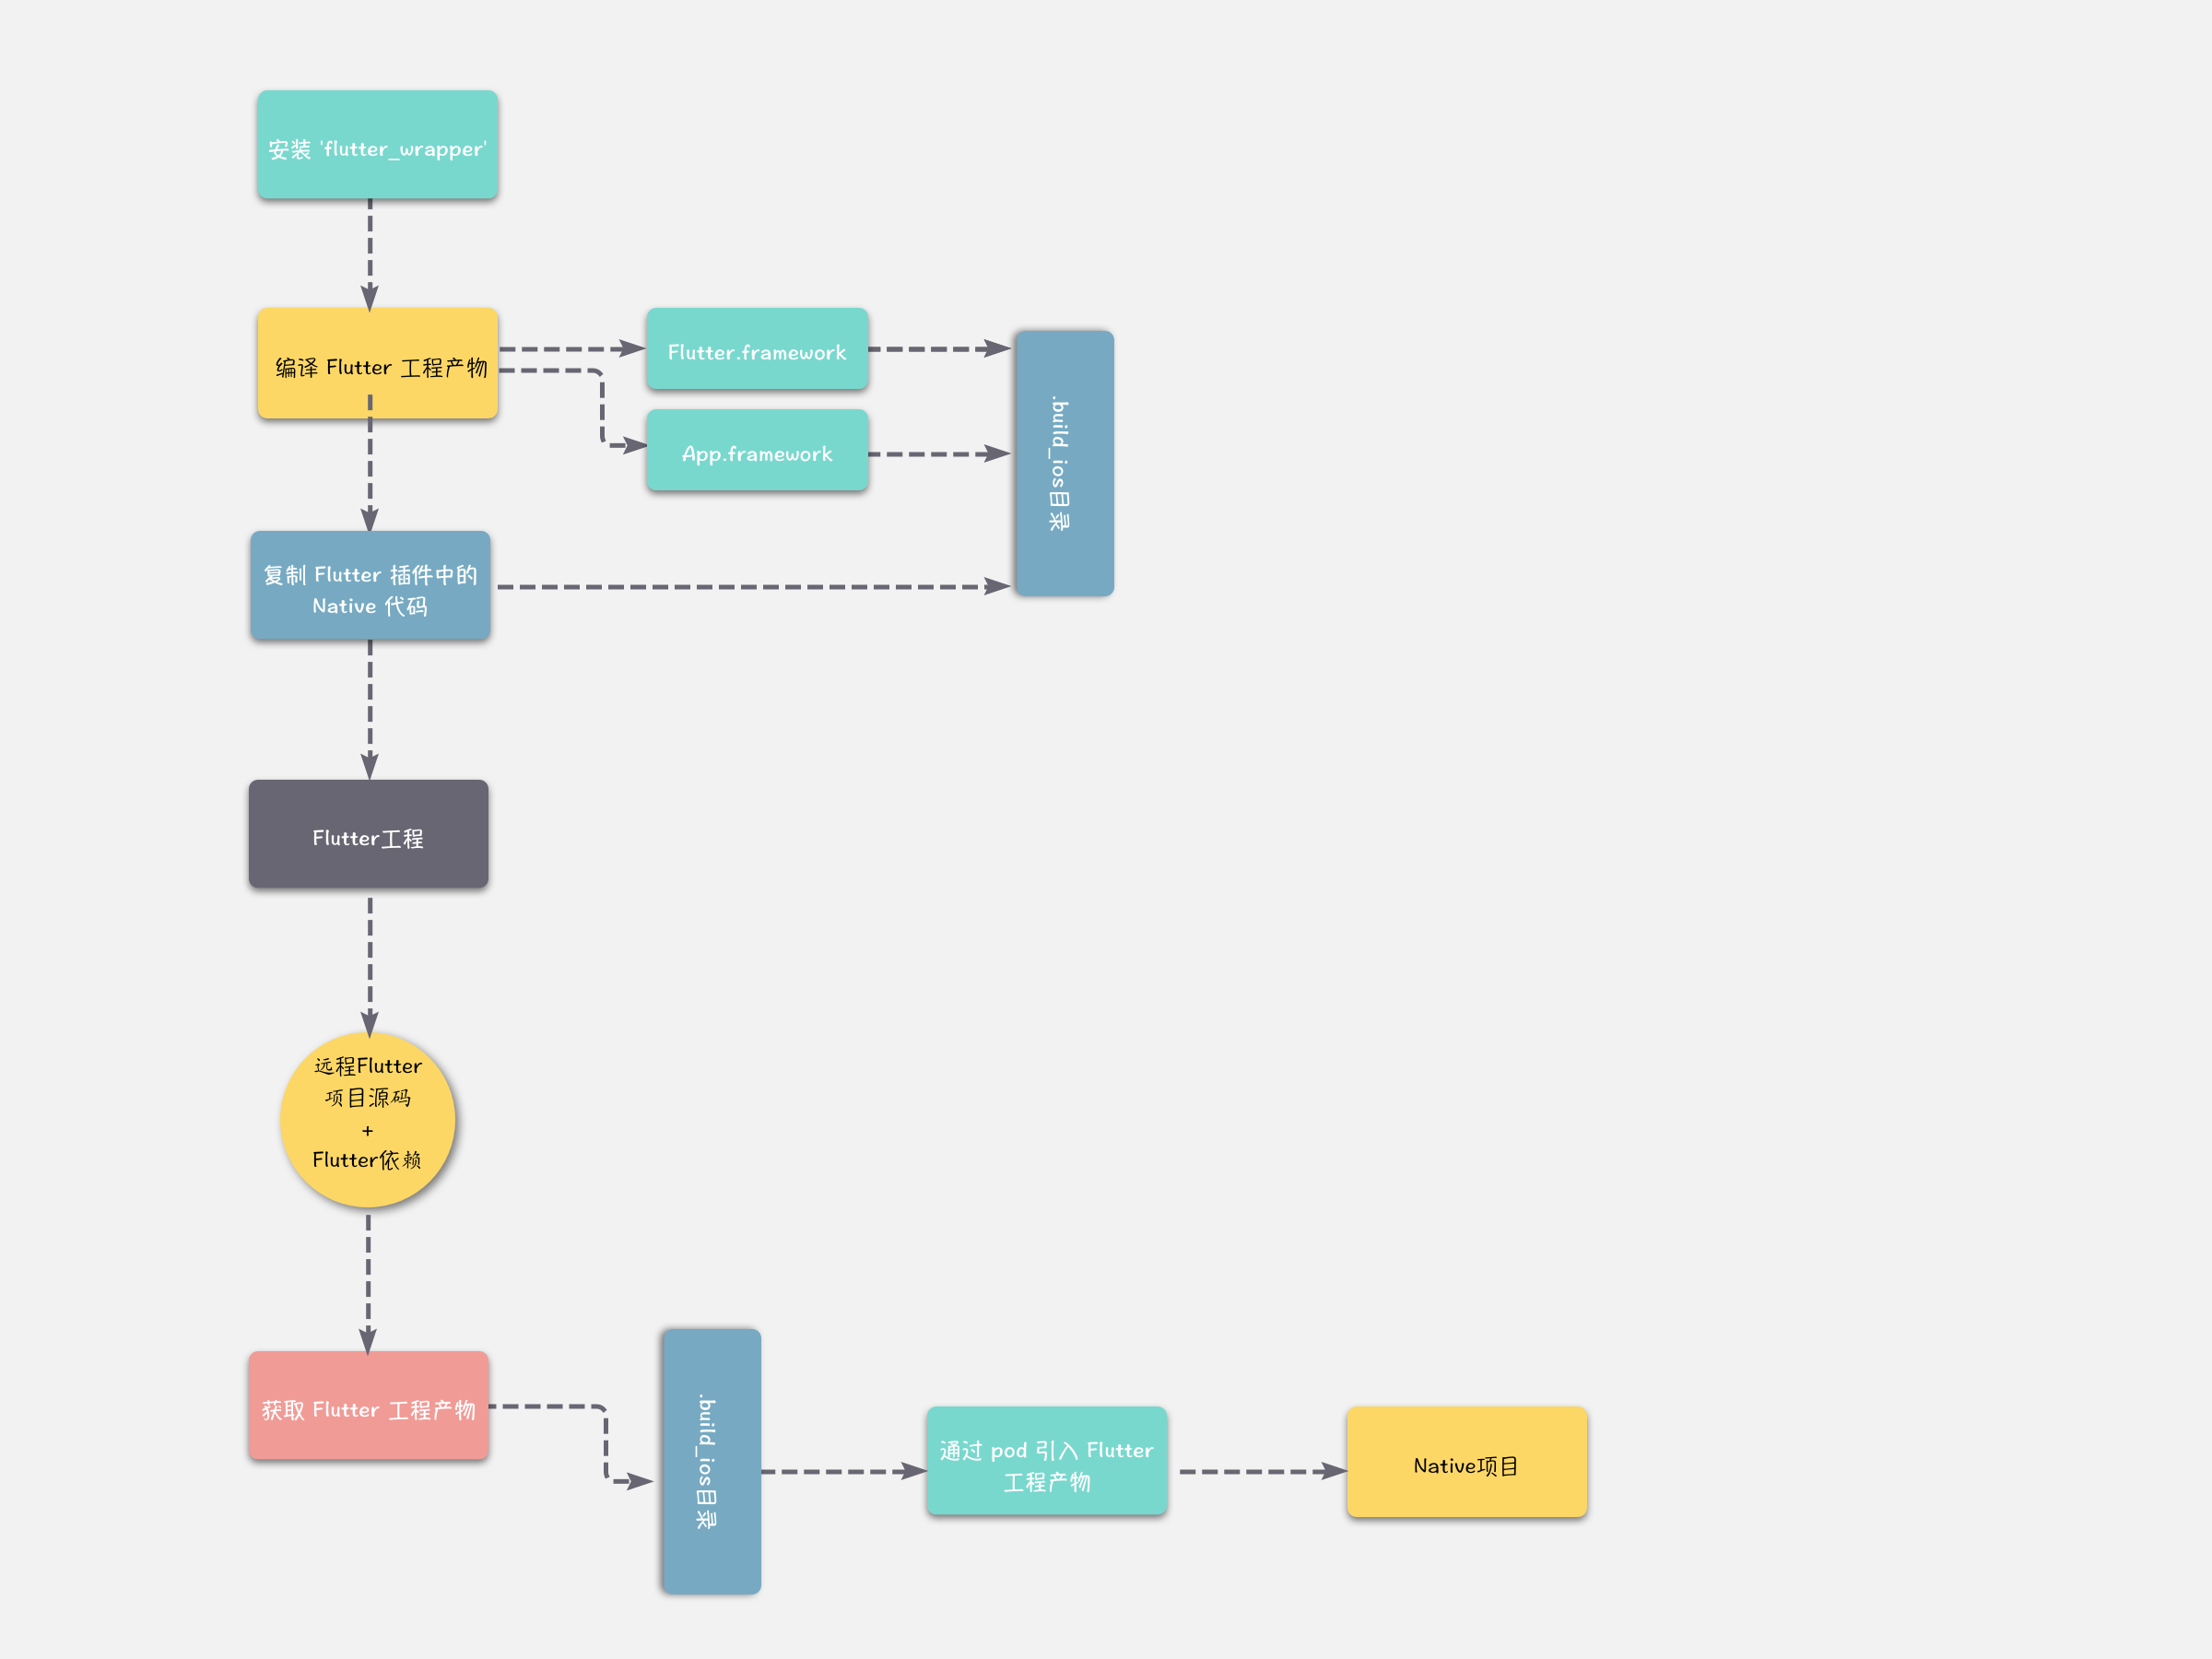 安装 'flutter_wrapper'
编译 Flutter 工程产物
Flutter.framework
App.framework
.build_ios目录
复制 Flutter 插件中的
Native 代码
Flutter工程
远程Flutter
项目源码
+
Flutter依赖
获取 Flutter 工程产物
.build_ios目录
通过 pod 引入 Flutter
工程产物
Native项目